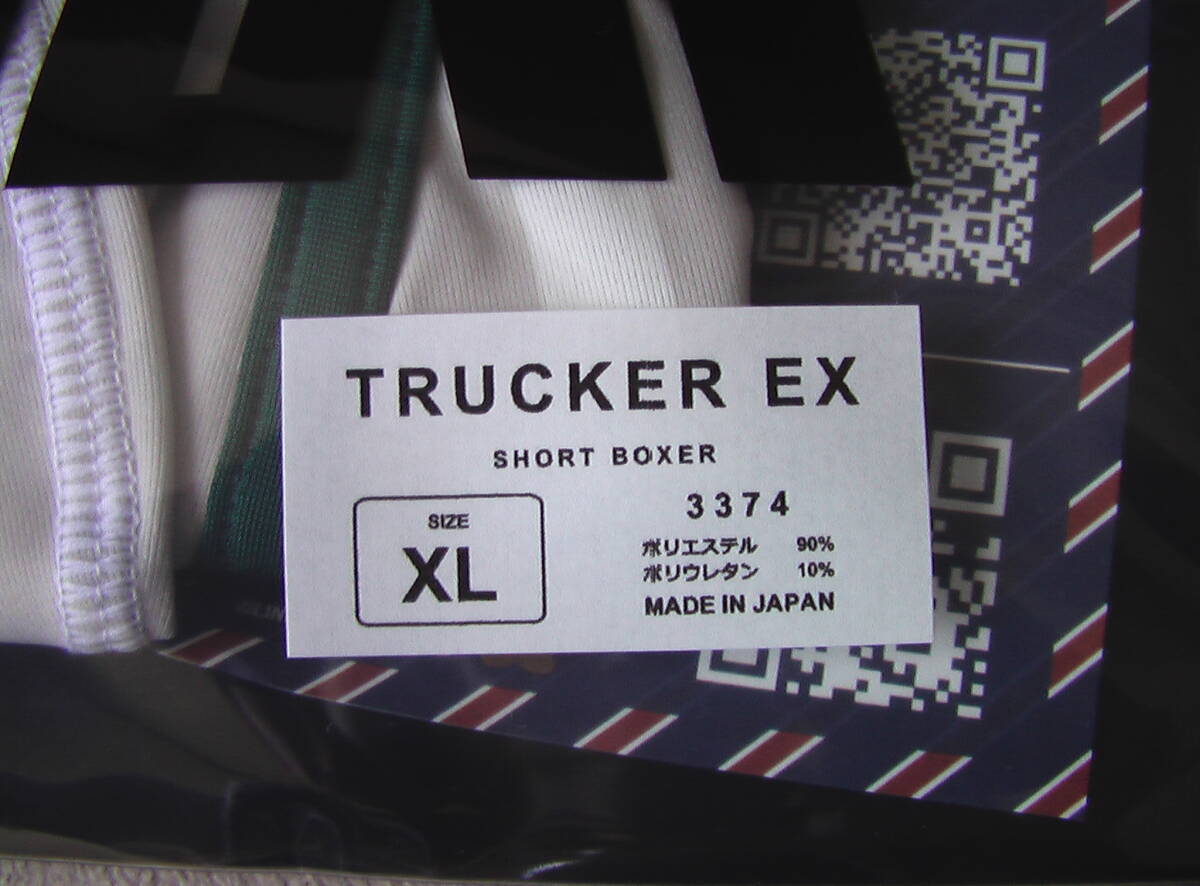 TRUCKER EX
SHORT BOXER
SIZE
XL
3374
ポリエステル 90%
ポリウレタン 10%
MADE IN JAPAN